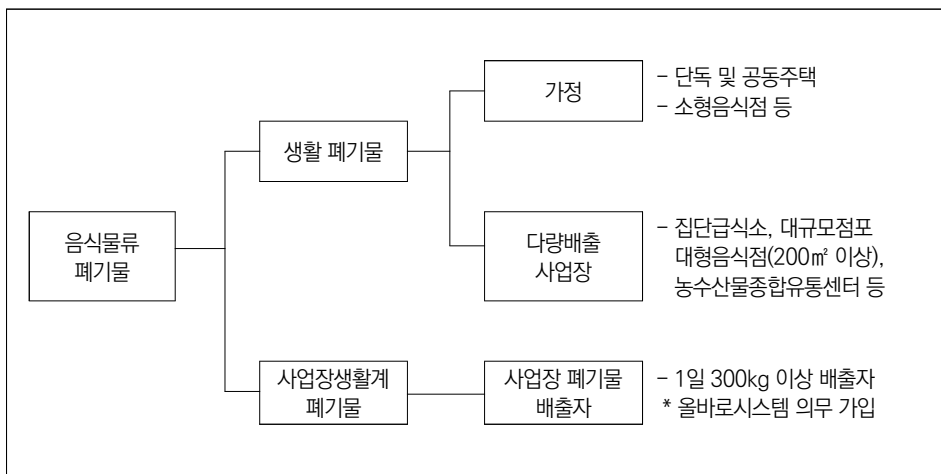 가정
- 단독 및 공동주택
- 소형음식점 등
생활 폐기물
음식물류
폐기물
다량배출
사업장
- 집단급식소, 대규모점포
대형음식점(200㎡ 이상),
농수산물종합유통센터 등
사업장생활계
폐기물
사업장 폐기물
배출자
- 1일 300kg 이상 배출자
* 올바로시스템 의무 가입